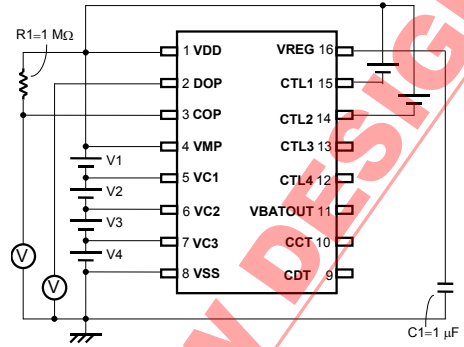 R1=1 MΩ
1 VDD
2 DOP
3 COP
4 VMP
5 VC1
6 VC2
7 VC3
8 VSS
VREG 16
CTL1 15
CTL2 14
CTL3 13
CTL4 12
VBATOUT 11
CCT 10
CDT 9
V1
V2
V3
V4
V
V
C1=1 µF
W DESIG